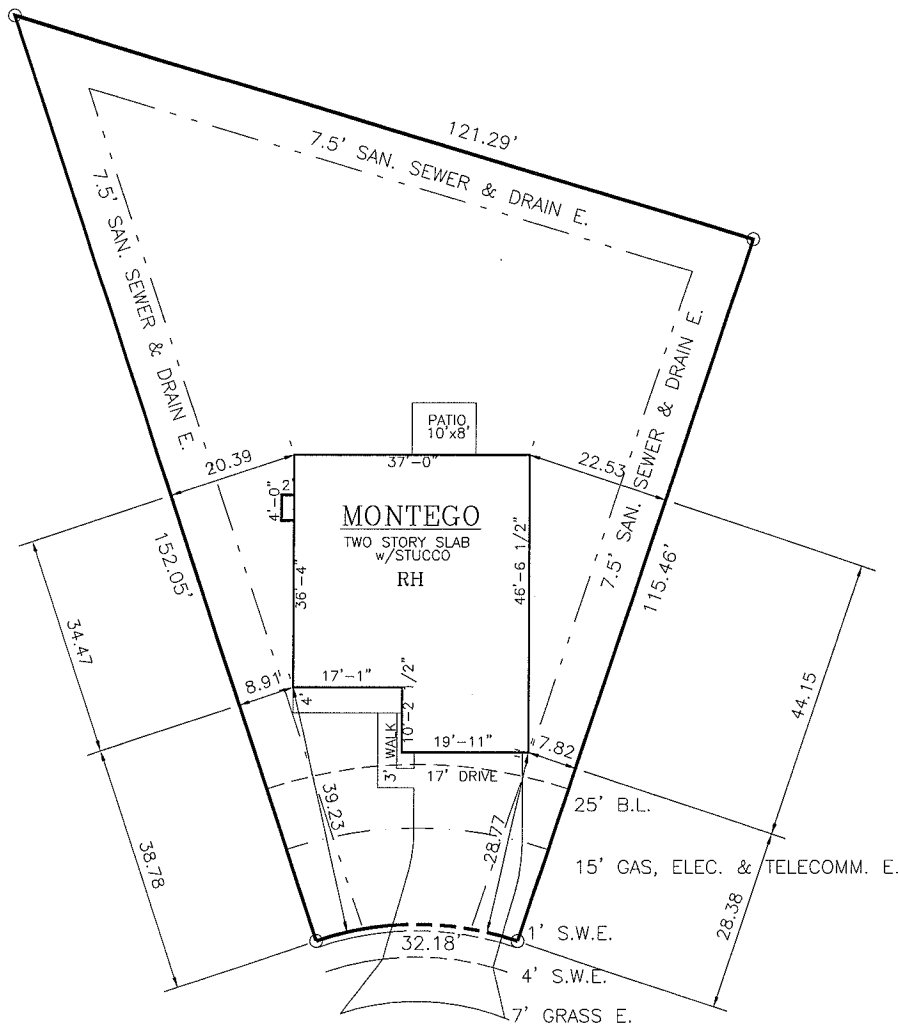 121.29'
7.5' SAN. SEWER & DRAIN E.
7.5' SAN. SEWER & DRAIN E.
7.5' SAN. SEWER & DRAIN E.
PATIO
10'x8'
20.39
37'-0"
22.53
2'
4'-0"
MONTEGO
TWO STORY SLAB
w/STUCCO
RH
152.05'
36'-4"
46'-6 1/2"
115.46'
34.47
44.15
8.91'
17'-1"
4'
10'-2 1/2"
3' WALK
19'-11"
7.82
17' DRIVE
39.23
28.77
25' B.L.
38.78
15' GAS, ELEC. & TELECOMM. E.
28.38
32.18'
1' S.W.E.
4' S.W.E.
7' GRASS E.